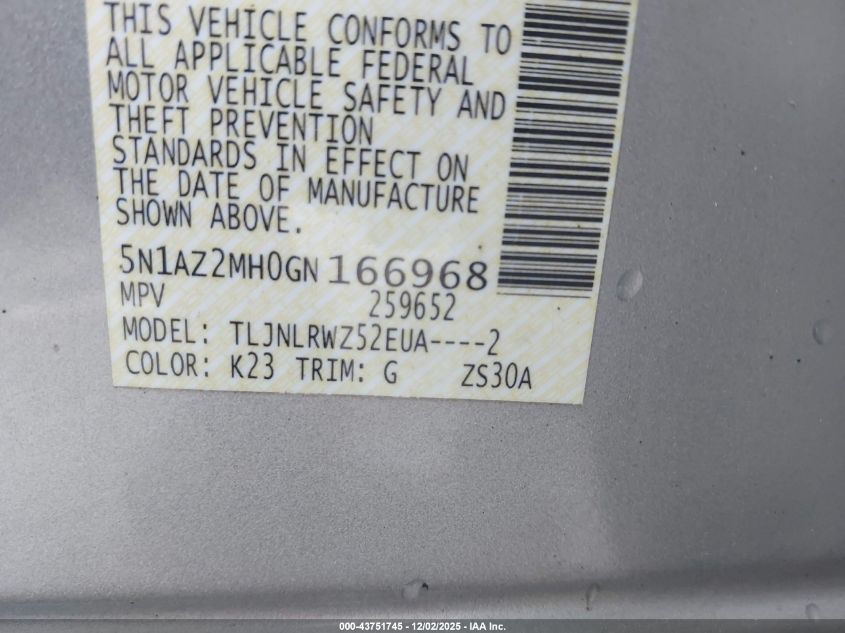 THIS VEHICLE CONFORMS TO
ALL APPLICABLE FEDERAL
MOTOR VEHICLE SAFETY AND
THEFT PREVENTION
STANDARDS IN EFFECT ON
THE DATE OF MANUFACTURE
SHOWN ABOVE.
5N1AZ2MH0GN 166968
MPV 259652
MODEL: TLJNLRWZ52EUA----2
COLOR: K23 TRIM: G ZS30A
000-43751745 - 12/02/2025 - IAA Inc.